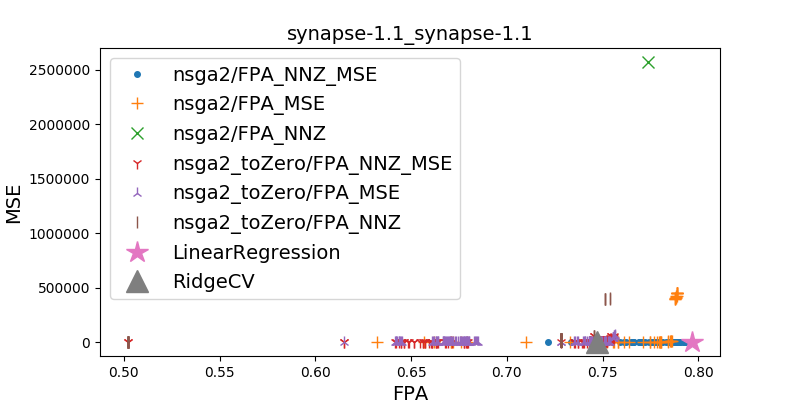 synapse-1.1_synapse-1.1
2500000
2000000
1500000
1000000
500000
0
MSE
nsga2/FPA_NNZ_MSE
nsga2/FPA_MSE
nsga2/FPA_NNZ
nsga2_toZero/FPA_NNZ_MSE
nsga2_toZero/FPA_MSE
nsga2_toZero/FPA_NNZ
LinearRegression
RidgeCV
0.50 0.55 0.60 0.65 0.70 0.75 0.80
FPA